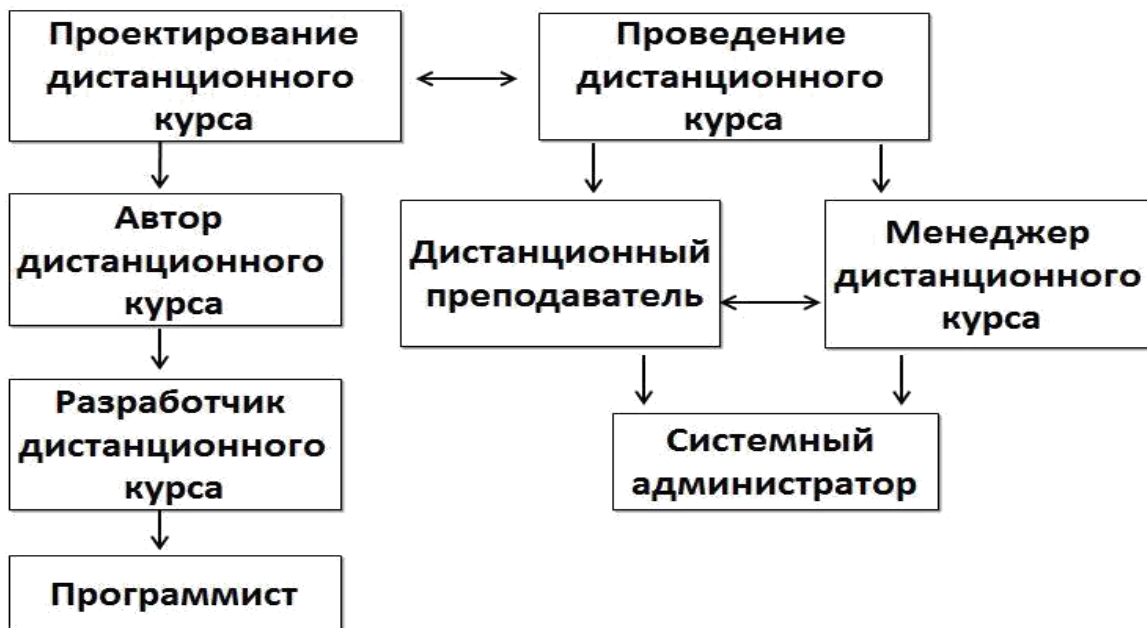 Проектирование
дистанционного
курса
Проведение
дистанционного
курса
Автор
дистанционного
курса
Дистанционный
преподаватель
Менеджер
дистанционного
курса
Разработчик
дистанционного
курса
Системный
администратор
Программист